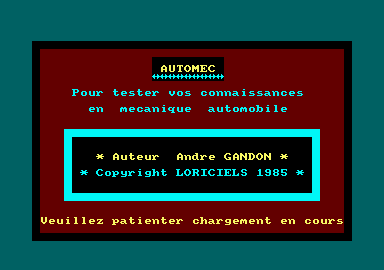 AUTOMEC
Pour tester vos connaissances
en mecanique automobile
* Auteur Andre GANDON *
* Copyright LORICIELS 1985 *
Veuillez patienter chargement en cours